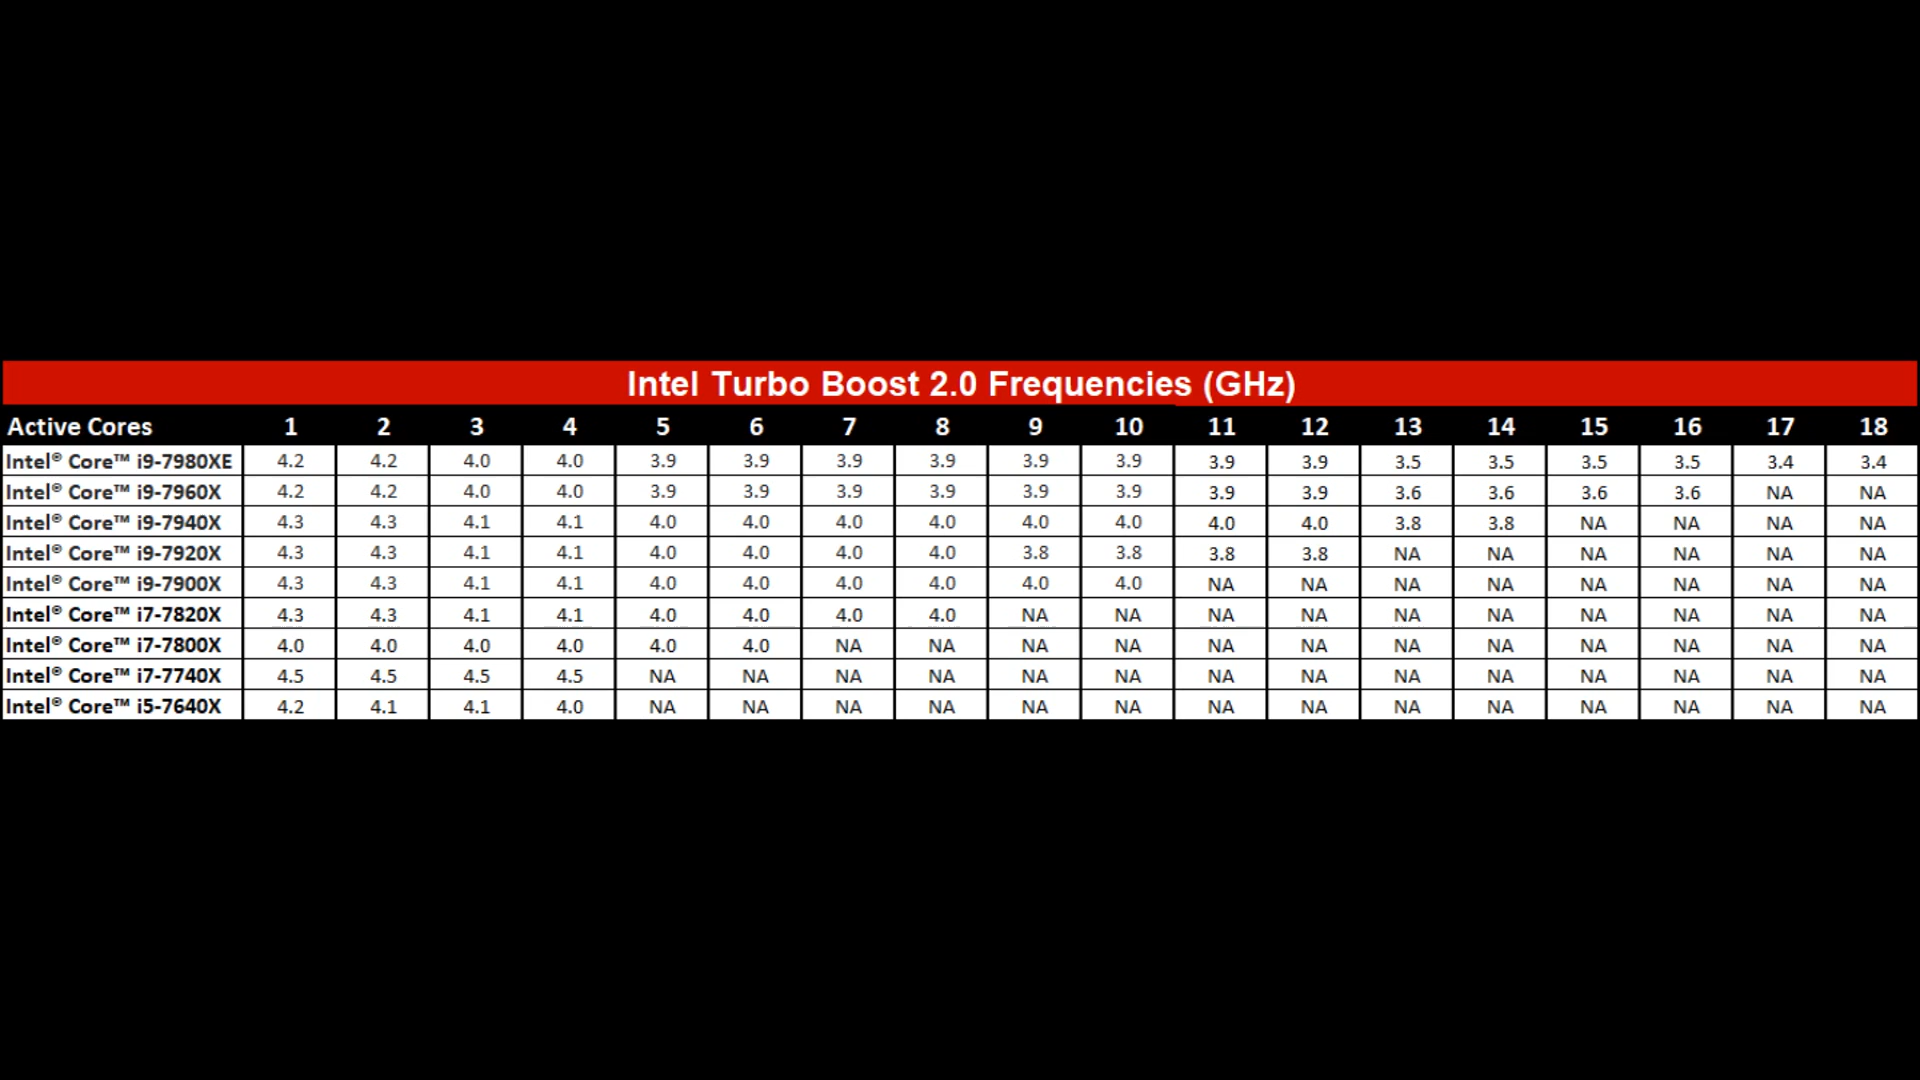 Intel Turbo Boost 2.0 Frequencies (GHz)
Active Cores 1 2 3 4 5 6 7 8 9 10 11 12 13 14 15 16 17 18
Intel® Core™ i9-7980XE 4.2 4.2 4.0 4.0 3.9 3.9 3.9 3.9 3.9 3.9 3.9 3.9 3.5 3.5 3.5 3.5 3.4 3.4
Intel® Core™ i9-7960X 4.2 4.2 4.0 4.0 3.9 3.9 3.9 3.9 3.9 3.9 3.9 3.9 3.6 3.6 3.6 3.6 NA NA
Intel® Core™ i9-7940X 4.3 4.3 4.1 4.1 4.0 4.0 4.0 4.0 4.0 4.0 4.0 4.0 3.8 3.8 NA NA NA NA
Intel® Core™ i9-7920X 4.3 4.3 4.1 4.1 4.0 4.0 4.0 4.0 3.8 3.8 3.8 3.8 NA NA NA NA NA NA
Intel® Core™ i9-7900X 4.3 4.3 4.1 4.1 4.0 4.0 4.0 4.0 4.0 4.0 NA NA NA NA NA NA NA NA
Intel® Core™ i7-7820X 4.3 4.3 4.1 4.1 4.0 4.0 4.0 4.0 NA NA NA NA NA NA NA NA NA NA
Intel® Core™ i7-7800X 4.0 4.0 4.0 4.0 4.0 4.0 NA NA NA NA NA NA NA NA NA NA NA NA
Intel® Core™ i7-7740X 4.5 4.5 4.5 4.5 NA NA NA NA NA NA NA NA NA NA NA NA NA NA
Intel® Core™ i5-7640X 4.2 4.1 4.1 4.0 NA NA NA NA NA NA NA NA NA NA NA NA NA NA